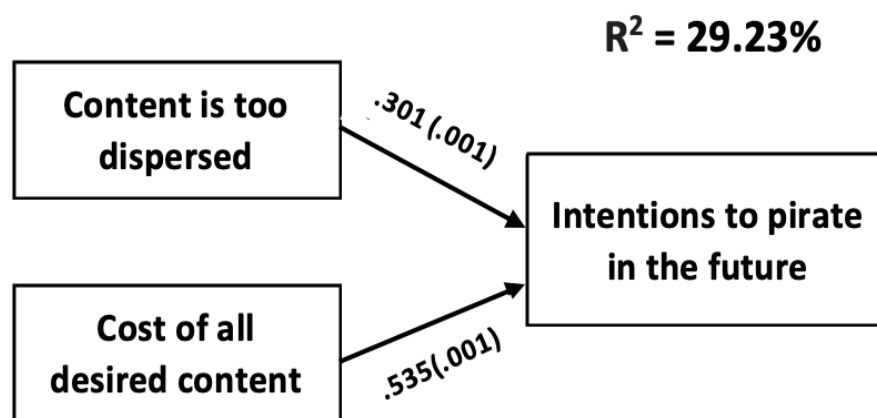 R² = 29.23%
Content is too
dispersed
.301(.001)
Intentions to pirate
in the future
Cost of all
desired content
.535(.001)